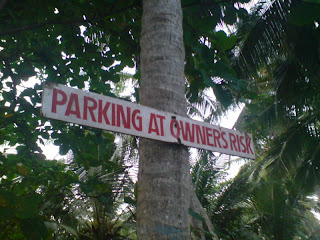 PARKING AT OWNERS RISK